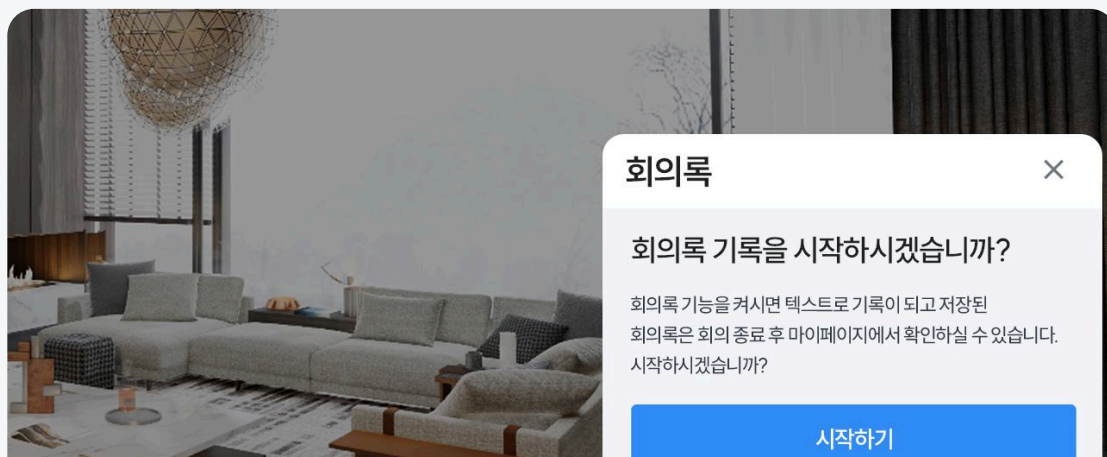 회의록
회의록 기록을 시작하시겠습니까?
회의록 기능을 켜시면 텍스트로 기록이 되고 저장된
회의록은 회의 종료 후 마이페이지에서 확인하실 수 있습니다.
시작하시겠습니까?
시작하기